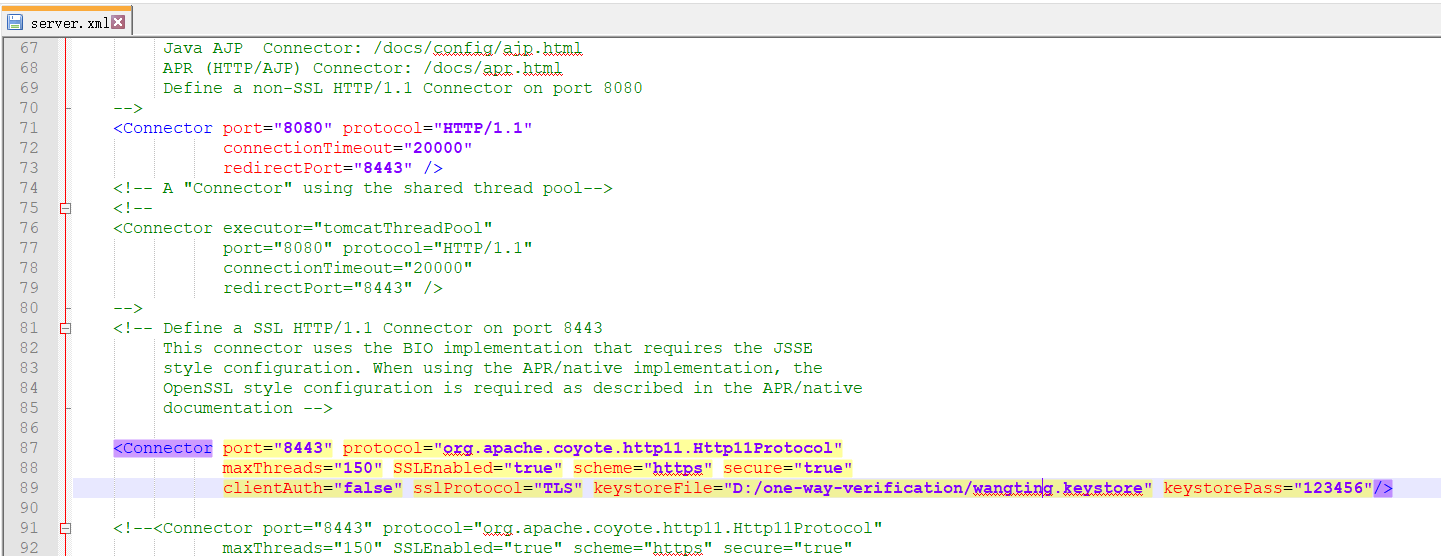 server.xml
67 Java AJP  Connector: /docs/config/ajp.html
68 APR (HTTP/AJP) Connector: /docs/apr.html
69 Define a non-SSL HTTP/1.1 Connector on port 8080
70 -->
71 <Connector port="8080" protocol="HTTP/1.1"
72 connectionTimeout="20000"
73 redirectPort="8443" />
74 <!-- A "Connector" using the shared thread pool-->
75 <!--
76 <Connector executor="tomcatThreadPool"
77 port="8080" protocol="HTTP/1.1"
78 connectionTimeout="20000"
79 redirectPort="8443" />
80 -->
81 <!-- Define a SSL HTTP/1.1 Connector on port 8443
82 This connector uses the BIO implementation that requires the JSSE
83 style configuration. When using the APR/native implementation, the
84 OpenSSL style configuration is required as described in the APR/native
85 documentation -->
86
87 <Connector port="8443" protocol="org.apache.coyote.http11.Http11Protocol"
88 maxThreads="150" SSLEnabled="true" scheme="https" secure="true"
89 clientAuth="false" sslProtocol="TLS" keystoreFile="D:/one-way-verification/wangting.keystore" keystorePass="123456"/>
90
91 <!--<Connector port="8443" protocol="org.apache.coyote.http11.Http11Protocol"
92 maxThreads="150" SSLEnabled="true" scheme="https" secure="true"